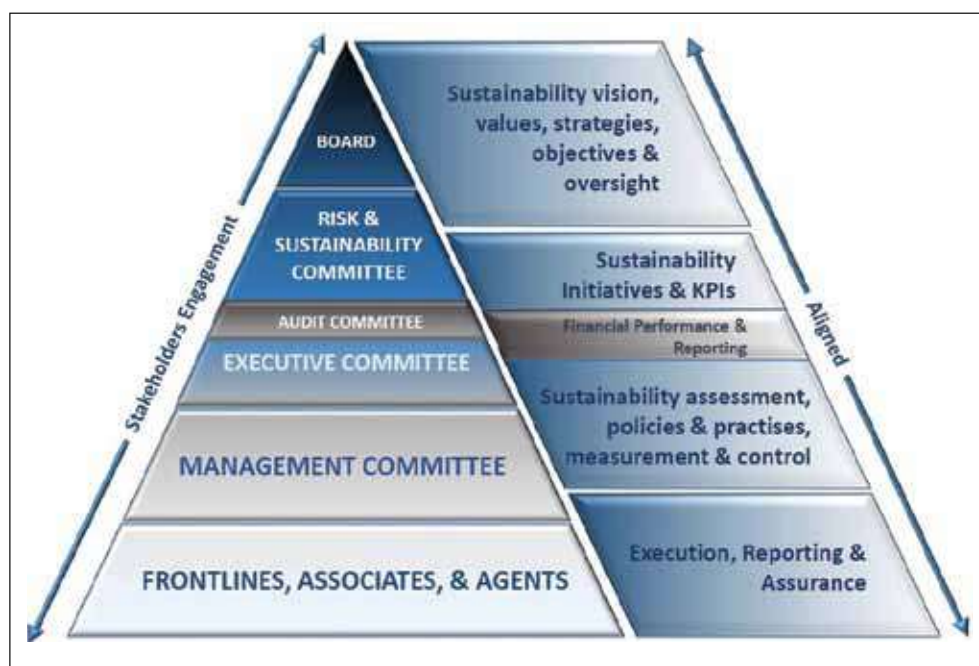 BOARD
RISK &
SUSTAINABILITY
COMMITTEE
AUDIT COMMITTEE
EXECUTIVE COMMITTEE
MANAGEMENT COMMITTEE
FRONTLINES, ASSOCIATES, & AGENTS
Sustainability vision,
values, strategies,
objectives &
oversight
Sustainability
Initiatives & KPIs
Financial Performance &
Reporting
Sustainability assessment,
policies & practises,
measurement & control
Execution, Reporting &
Assurance
Stakeholders Engagement
Aligned